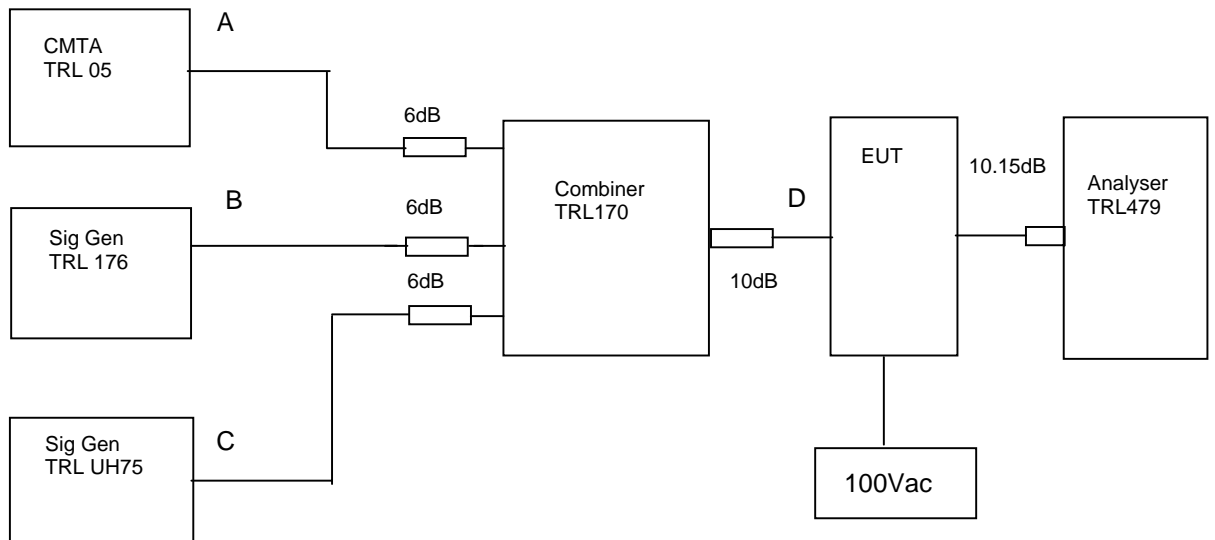 A
CMTA
TRL 05
6dB
B
Sig Gen
TRL 176
6dB
6dB
C
Sig Gen
TRL UH75
Combiner
TRL170
10dB
D
EUT
100Vac
10.15dB
Analyser
TRL479